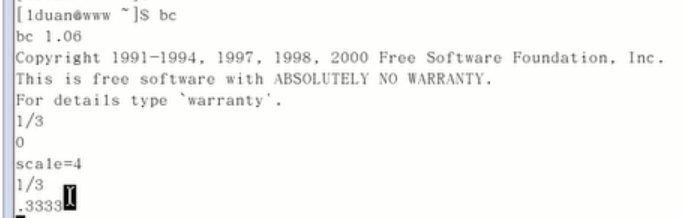 [1duan@www ~]$ bc
bc 1.06
Copyright 1991-1994, 1997, 1998, 2000 Free Software Foundation, Inc.
This is free software with ABSOLUTELY NO WARRANTY.
For details type `warranty'.
1/3
0
scale=4
1/3
.3333